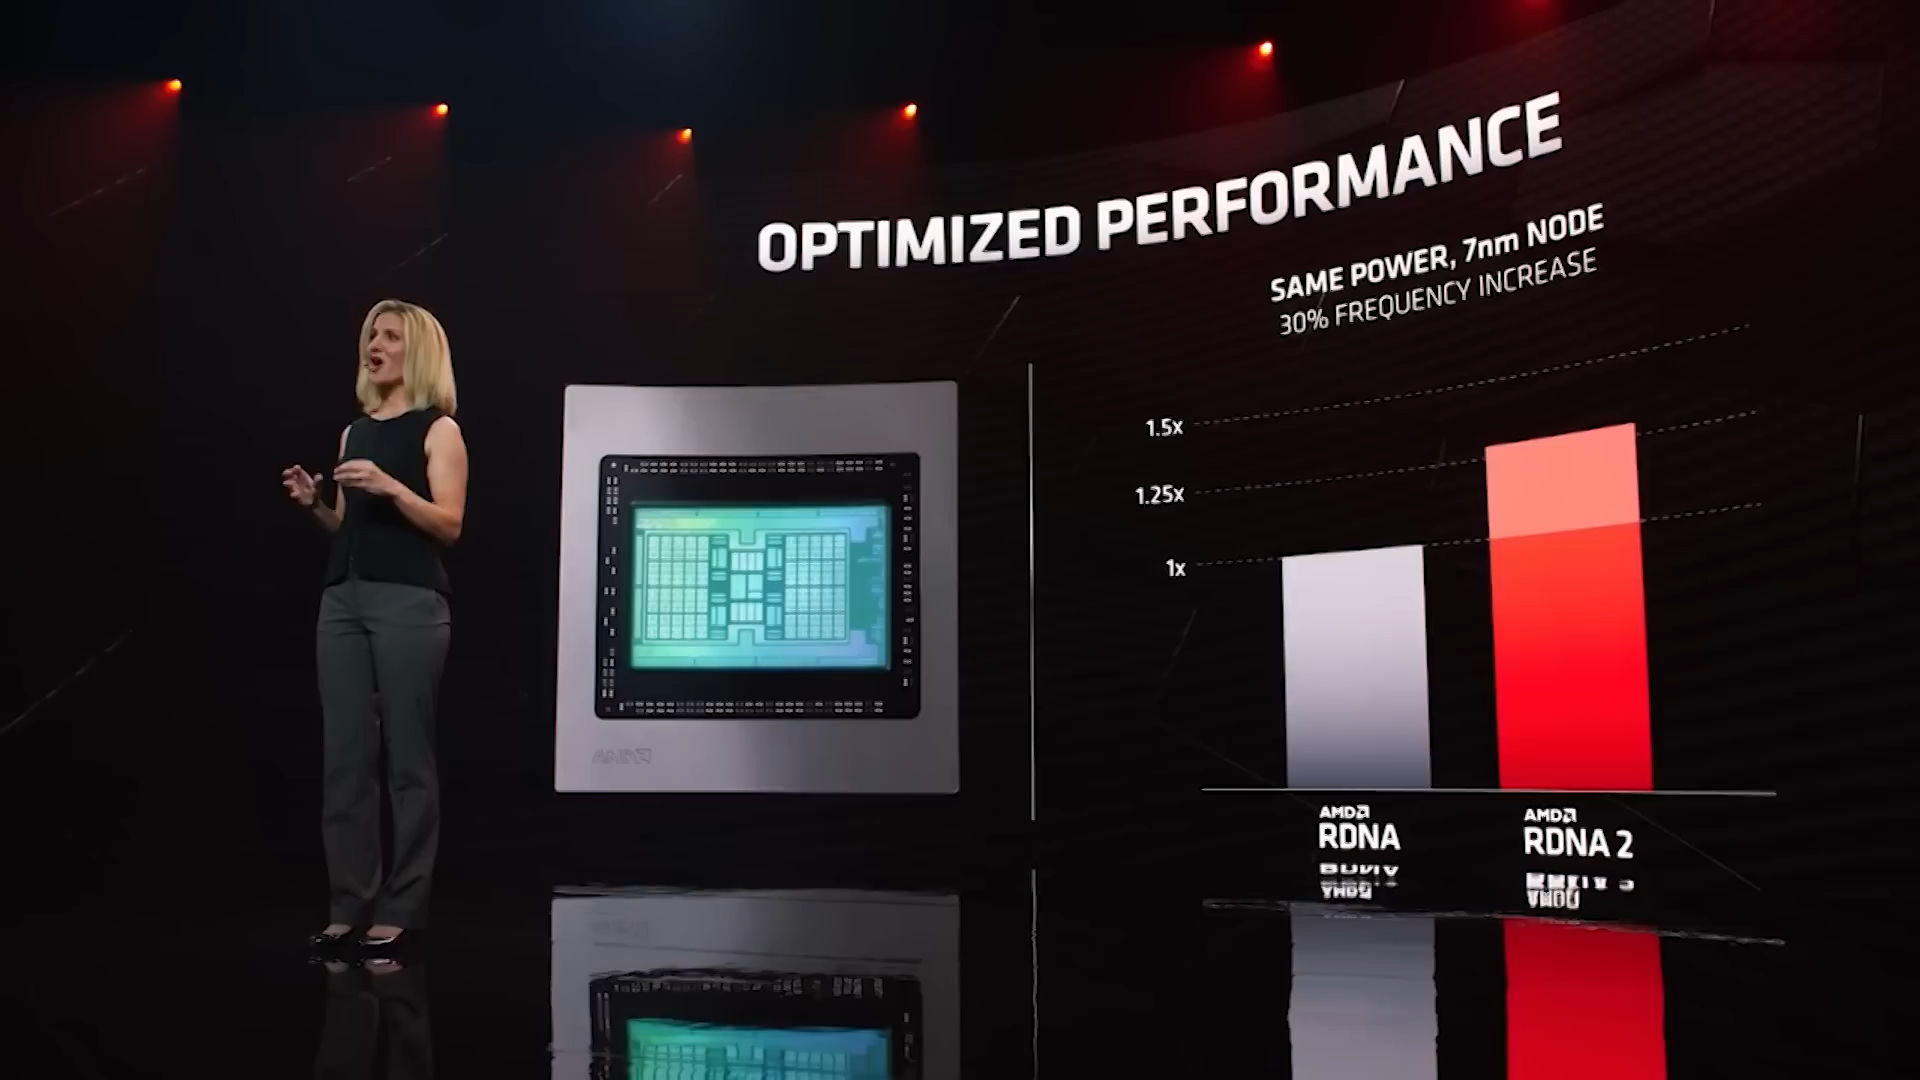 OPTIMIZED PERFORMANCE
SAME POWER, 7nm NODE
30% FREQUENCY INCREASE
1.5x
1.25x
1x
AMD
RDNA
AMD
RDNA 2